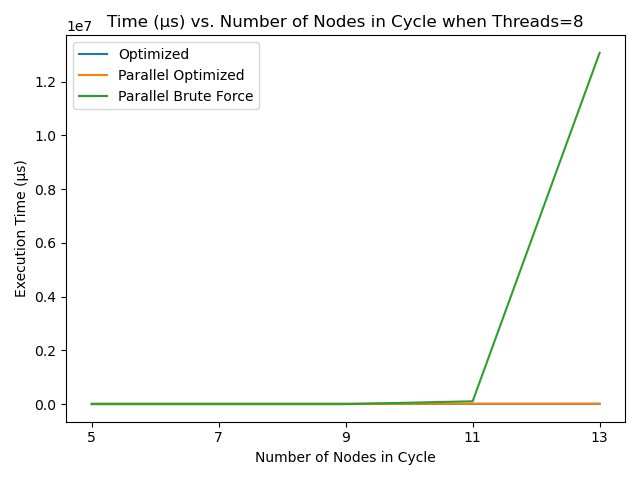 Time (μs) vs. Number of Nodes in Cycle when Threads=8
1e7
Optimized
Parallel Optimized
Parallel Brute Force
1.2
1.0
0.8
0.6
0.4
0.2
0.0
Execution Time (μs)
5 7 9 11 13
Number of Nodes in Cycle